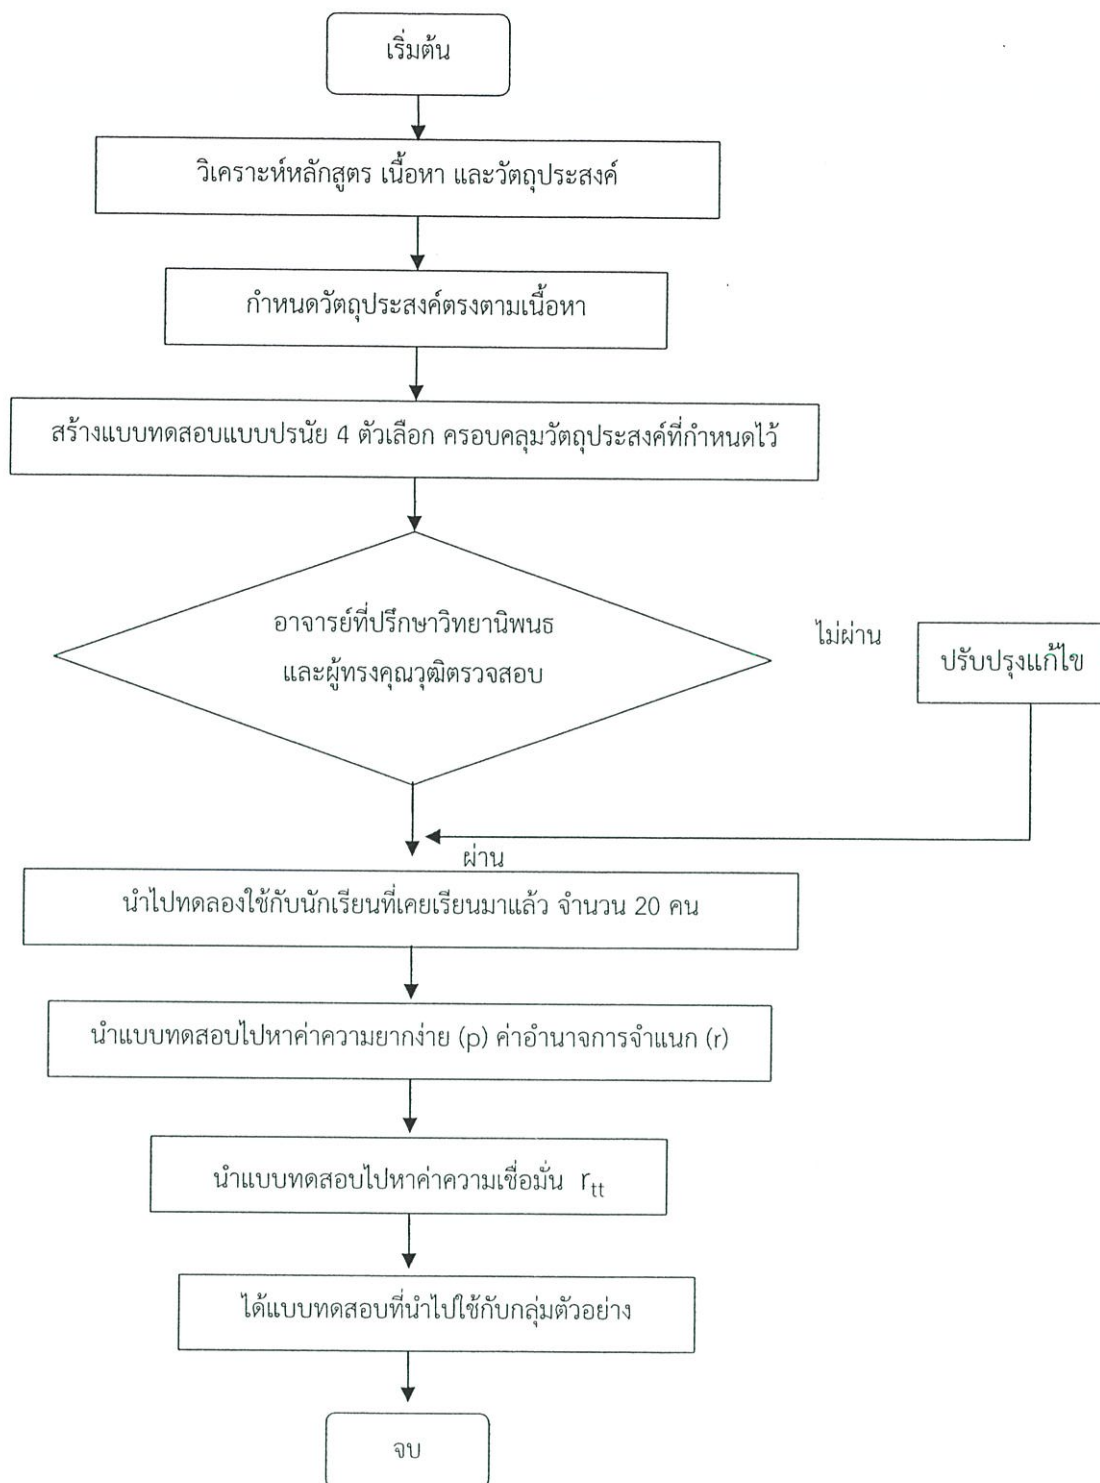 เริ่มต้น
วิเคราะห์หลักสูตร เนื้อหา และวัตถุประสงค์
กำหนดวัตถุประสงค์ตรงตามเนื้อหา
สร้างแบบทดสอบแบบปรนัย 4 ตัวเลือก ครอบคลุมวัตถุประสงค์ที่กำหนดไว้
อาจารย์ที่ปรึกษาวิทยานิพนธ
และผู้ทรงคุณวุฒิตรวจสอบ
ไม่ผ่าน
ปรับปรุงแก้ไข
ผ่าน
นำไปทดลองใช้กับนักเรียนที่เคยเรียนมาแล้ว จำนวน 20 คน
นำแบบทดสอบไปหาค่าความยากง่าย (p) ค่าอำนาจการจำแนก (r)
นำแบบทดสอบไปหาค่าความเชื่อมั่น r_tt
ได้แบบทดสอบที่นำไปใช้กับกลุ่มตัวอย่าง
จบ